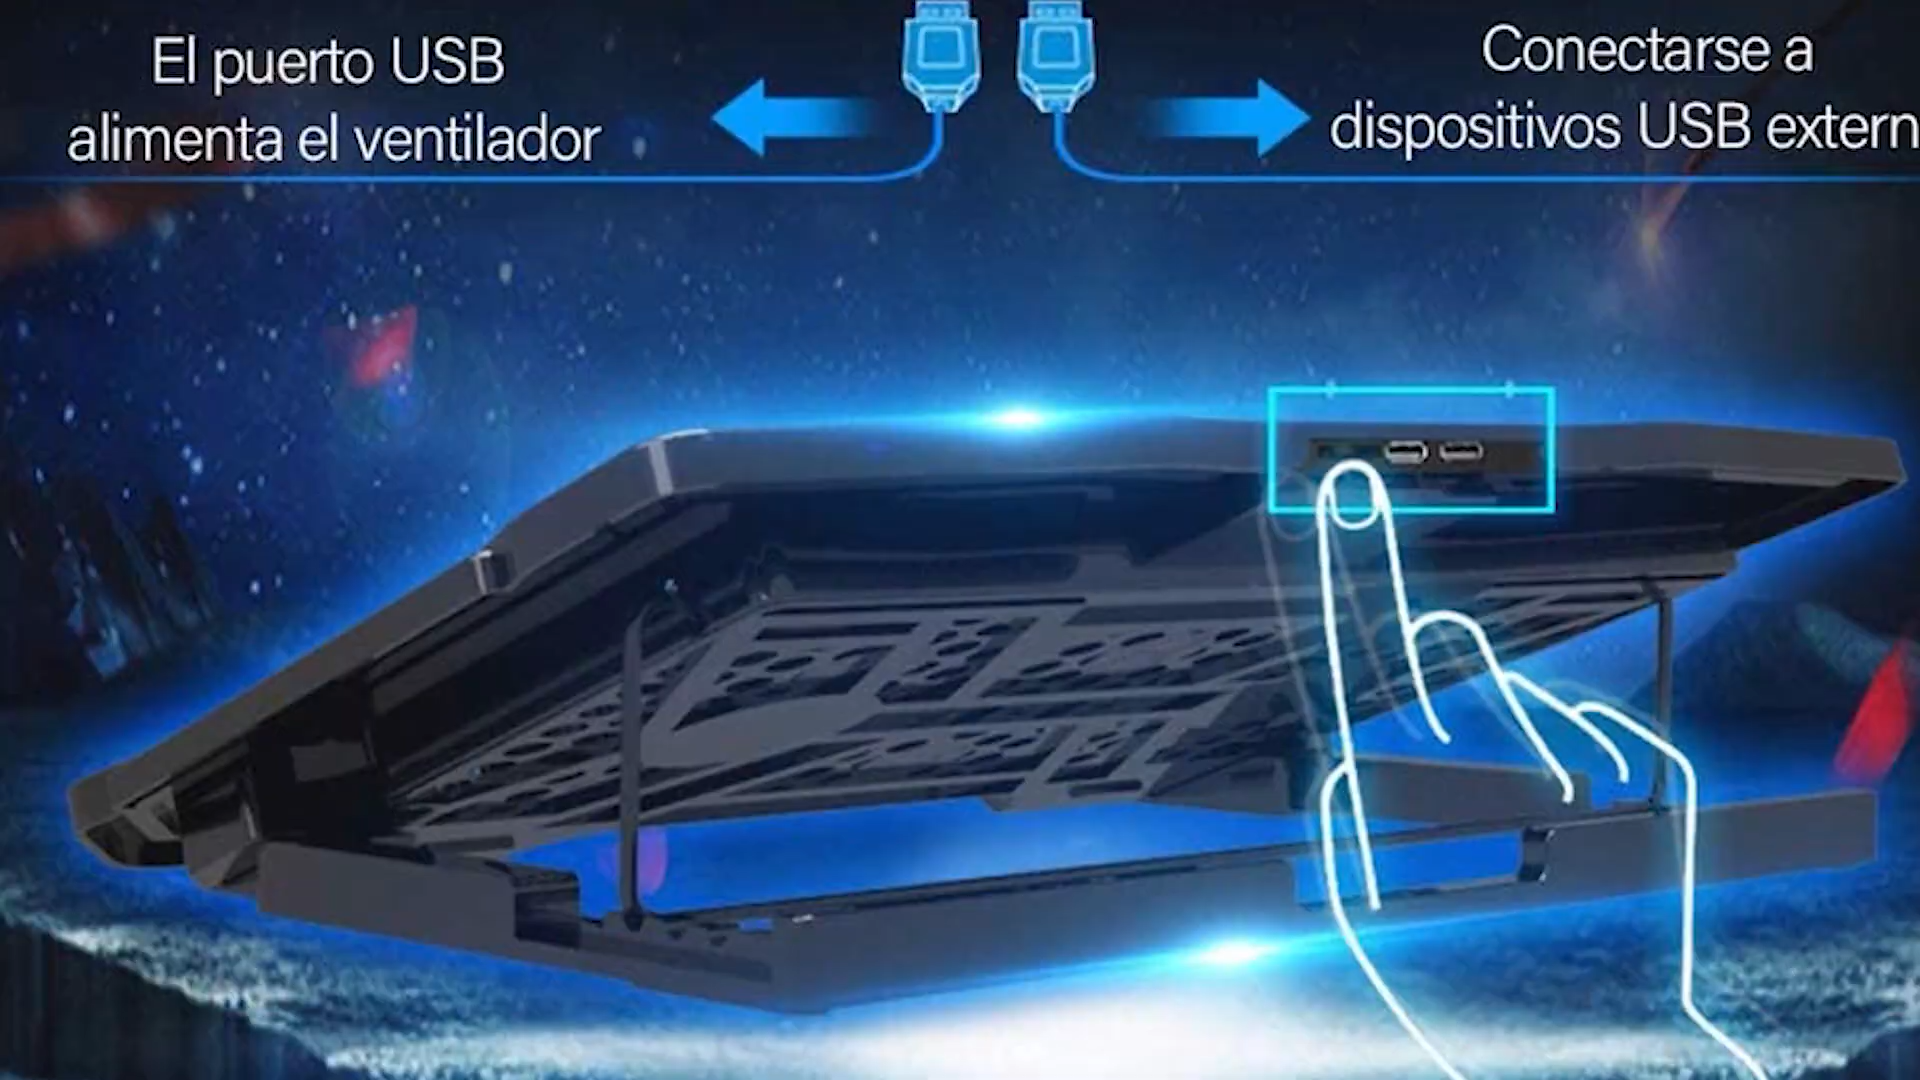 El puerto USB
alimenta el ventilador
Conectarse a
dispositivos USB extern